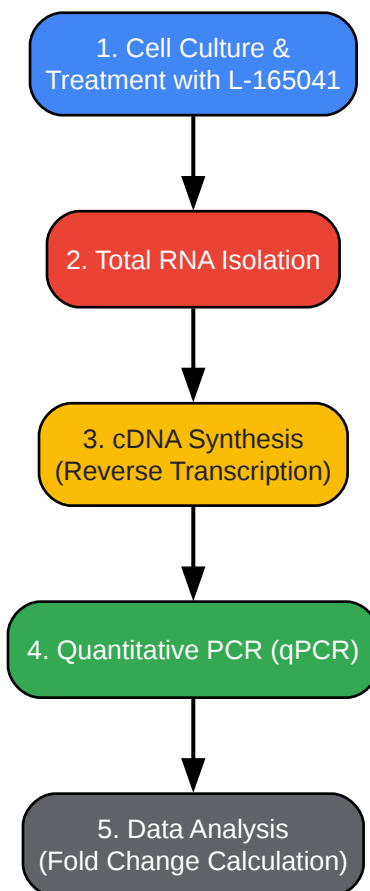 1. Cell Culture &
Treatment with L-165041
2. Total RNA Isolation
3. cDNA Synthesis
(Reverse Transcription)
4. Quantitative PCR (qPCR)
5. Data Analysis
(Fold Change Calculation)